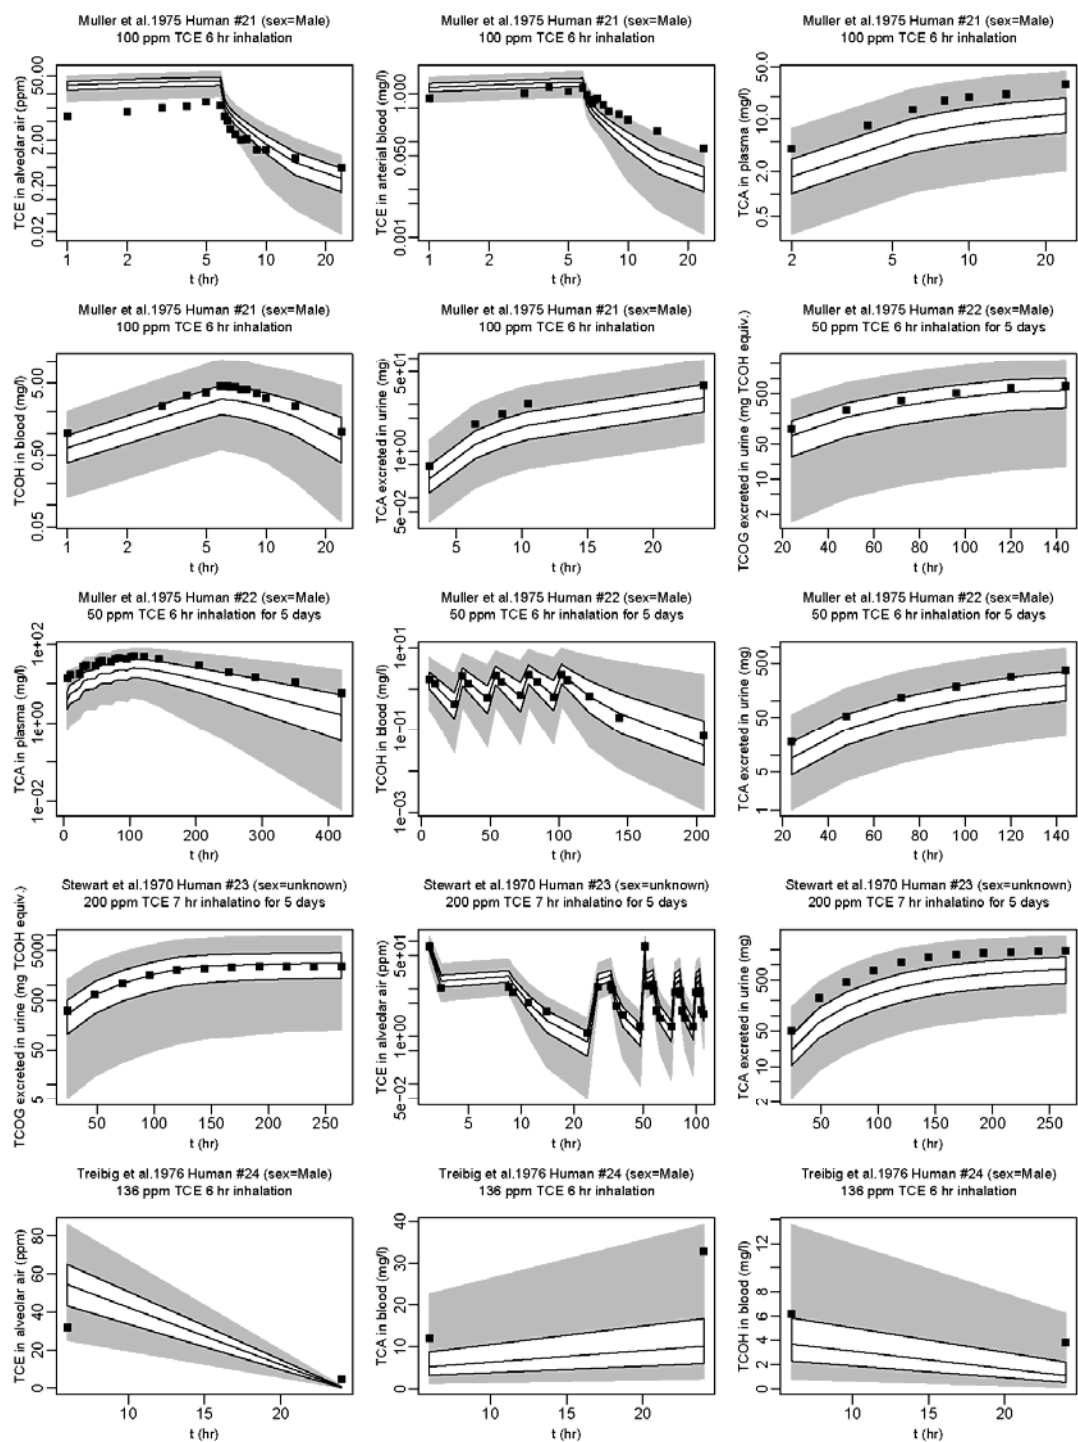 Muller et al.1975 Human #21 (sex=Male)
100 ppm TCE 6 hr inhalation
TCE in alveolar air (ppm)
50.00
2.00
0.20
0.02
1
2
5
10
20
t (hr)
Muller et al.1975 Human #21 (sex=Male)
100 ppm TCE 6 hr inhalation
TCE in arterial blood (mg/l)
1.000
0.050
0.001
1
2
5
10
20
t (hr)
Muller et al.1975 Human #21 (sex=Male)
100 ppm TCE 6 hr inhalation
TCA in plasma (mg/l)
50.0
10.0
2.0
0.5
2
5
10
20
t (hr)
Muller et al.1975 Human #21 (sex=Male)
100 ppm TCE 6 hr inhalation
TCOH in blood (mg/l)
5.00
0.50
0.05
1
2
5
10
20
t (hr)
Muller et al.1975 Human #21 (sex=Male)
100 ppm TCE 6 hr inhalation
TCA excreted in urine (mg)
5e+01
1e+00
5e-02
5
10
15
20
t (hr)
Muller et al.1975 Human #22 (sex=Male)
50 ppm TCE 6 hr inhalation for 5 days
TCOG excreted in urine (mg TCOH equiv.)
500
50
10
2
20
40
60
80
100
120
140
t (hr)
Muller et al.1975 Human #22 (sex=Male)
50 ppm TCE 6 hr inhalation for 5 days
TCA in plasma (mg/l)
1e+02
1e+00
1e-02
0
100
200
300
400
t (hr)
Muller et al.1975 Human #22 (sex=Male)
50 ppm TCE 6 hr inhalation for 5 days
TCOH in blood (mg/l)
1e+01
1e-01
1e-03
0
50
100
150
200
t (hr)
Muller et al.1975 Human #22 (sex=Male)
50 ppm TCE 6 hr inhalation for 5 days
TCA excreted in urine (mg)
500
50
5
1
20
40
60
80
100
120
140
t (hr)
Stewart et al.1970 Human #23 (sex=unknown)
200 ppm TCE 7 hr inhalatino for 5 days
TCOG excreted in urine (mg TCOH equiv.)
5000
500
50
5
50
100
150
200
250
t (hr)
Stewart et al.1970 Human #23 (sex=unknown)
200 ppm TCE 7 hr inhalatino for 5 days
TCE in alveolar air (ppm)
5e+01
1e+00
5e-02
5
10
20
50
100
t (hr)
Stewart et al.1970 Human #23 (sex=unknown)
200 ppm TCE 7 hr inhalatino for 5 days
TCA excreted in urine (mg)
500
50
10
2
50
100
150
200
250
t (hr)
Treibig et al.1976 Human #24 (sex=Male)
136 ppm TCE 6 hr inhalation
TCE in alveolar air (ppm)
80
60
40
20
0
10
15
20
t (hr)
Treibig et al.1976 Human #24 (sex=Male)
136 ppm TCE 6 hr inhalation
TCA in blood (mg/l)
40
30
20
10
0
10
15
20
t (hr)
Treibig et al.1976 Human #24 (sex=Male)
136 ppm TCE 6 hr inhalation
TCOH in blood (mg/l)
12
8
6
4
2
0
10
15
20
t (hr)